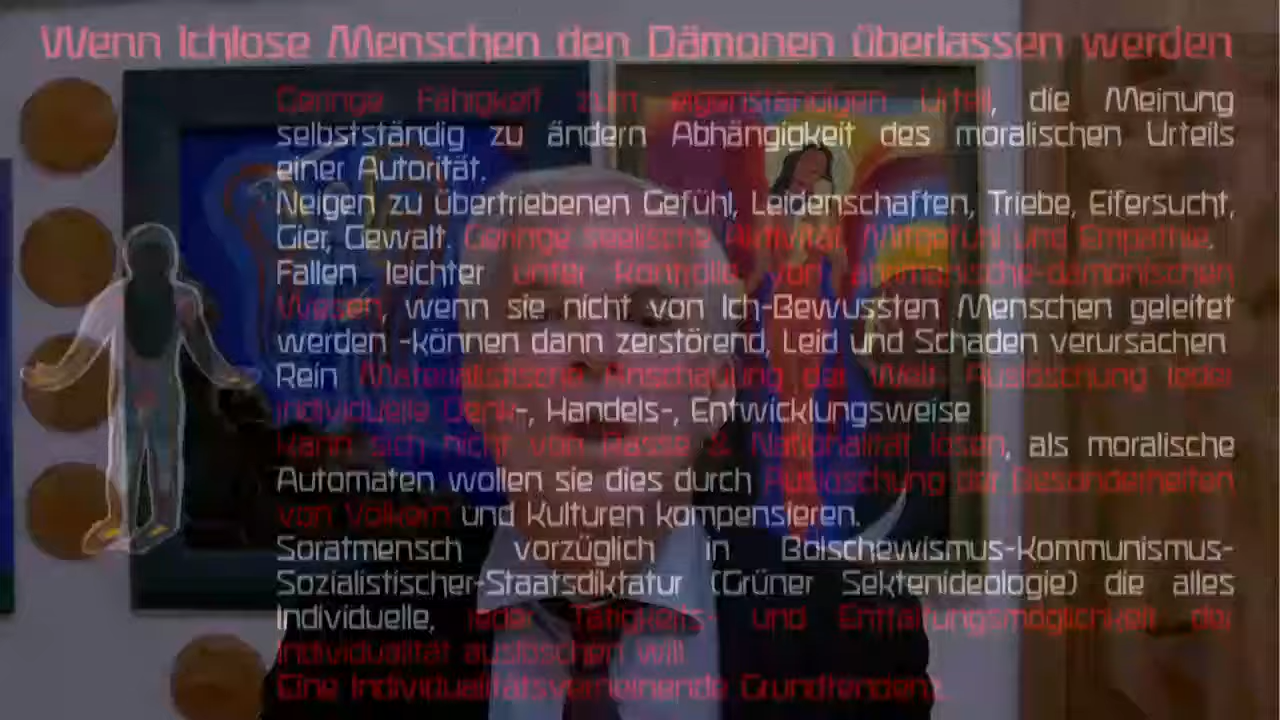 Wenn Ichlose Menschen den Dämonen überlassen werden
Geringe Fähigkeit zum eigenständigen Urteil, die Meinung
selbstständig zu ändern Abhängigkeit des moralischen Urteils
einer Autorität.
Neigen zu übertriebenen Gefühl, Leidenschaften, Triebe, Eifersucht,
Gier, Gewalt. Geringe seelische Aktivität, Mitgefühl und Empathie.
Fallen leichter unter Kontrolle von ahrimanische-dämonischen
Wesen, wenn sie nicht von Ich-Bewussten Menschen geleitet
werden -können dann zerstörend, Leid und Schaden verursachen
Rein Materialistische Anschauung der Welt- Auslöschung jeder
individuelle Denk-, Handels-, Entwicklungsweise
Kann sich nicht von Rasse & Nationalität lösen, als moralische
Automaten wollen sie dies durch Auslöschung der Besonderheiten
von Völkern und Kulturen kompensieren.
Soratmensch vorzüglich in Bolschewismus-Kommunismus-
Sozialistischer-Staatsdiktatur (Grüner Sektenideologie) die alles
Individuelle, jeder Tätigkeits- und Entfaltungsmöglichkeit der
Individualität auslöschen will.
Eine Individualitätsverneinende Grundtendenz.